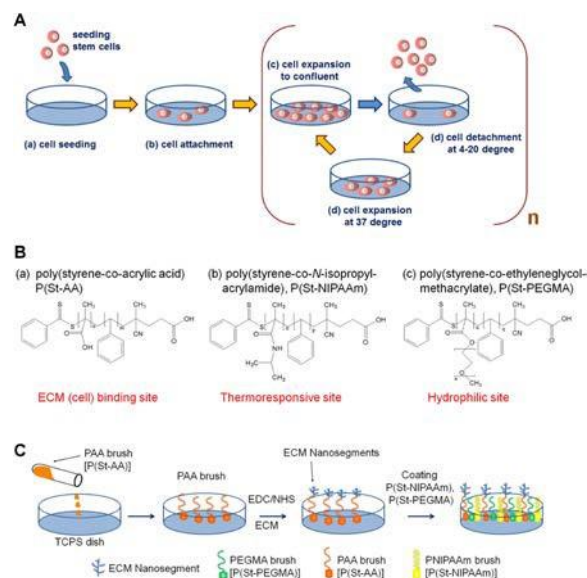 A
seeding
stem cells
(a) cell seeding
(b) cell attachment
(c) cell expansion
to confluent
(d) cell detachment
at 4-20 degree
(d) cell expansion
at 37 degree
n
B
(a) poly(styrene-co-acrylic acid)
P(St-AA)
(b) poly(styrene-co-N-isopropyl-
acrylamide), P(St-NIPAAm)
(c) poly(styrene-co-ethyleneglycol-
methacrylate), P(St-PEGMA)
ECM (cell) binding site
Thermoresponsive site
Hydrophilic site
C
PAA brush
[P(St-AA)]
TCPS dish
PAA brush
EDC/NHS
ECM
ECM Nanosegments
Coating
P(St-NIPAAm),
P(St-PEGMA)
ECM Nanosegment
PEGMA brush
[P(St-PEGMA)]
PAA brush
[P(St-AA)]
PNIPAAm brush
[P(St-NIPAAm)]